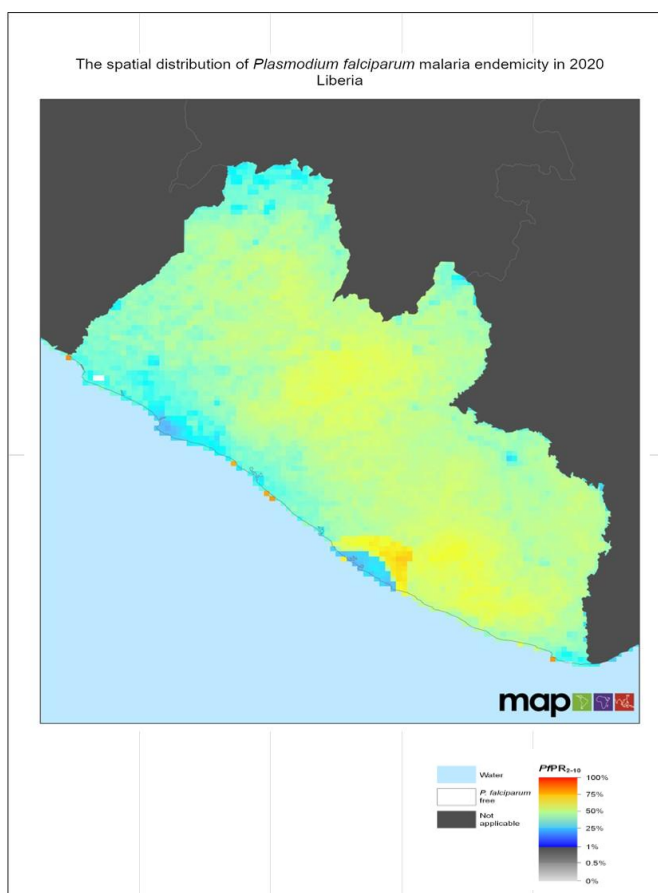 The spatial distribution of Plasmodium falciparum malaria endemicity in 2020
Liberia
map
Water
P. falciparum
free
Not
applicable
PfPR2-10
100%
75%
50%
25%
1%
0.5%
0%